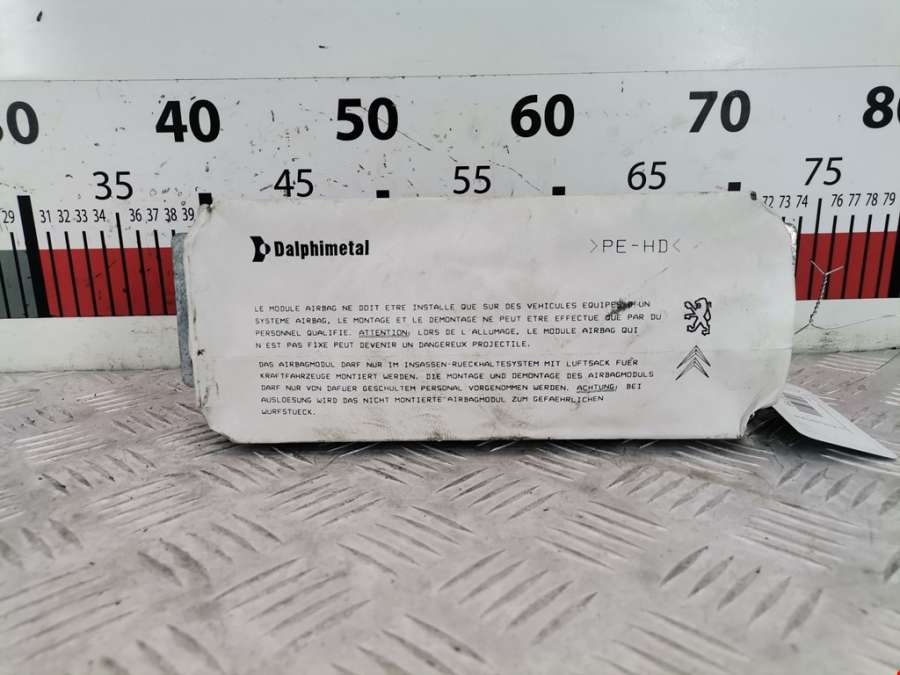 40 50 60 70
35 45 55 65 75
29 31 32 33 34 36 37 38 39 72 73 74 76 77 78 79
Dalphimetal
>PE-HD<
LE MODULE AIRBAG NE DOIT ETRE INSTALLE QUE SUR DES VEHICULES EQUIPES D'UN
SYSTEME AIRBAG, LE MONTAGE ET LE DEMONTAGE NE PEUT ETRE EFFECTUE QUE PAR DU
PERSONNEL QUALIFIE. ATTENTION: LORS DE L'ALLUMAGE, LE MODULE AIRBAG QUI
N'EST PAS FIXE PEUT DEVENIR UN DANGEREUX PROJECTILE.
DAS AIRBAGMODUL DARF NUR IM INSASSEN-RUECKHALTESYSTEM MIT LUFTSACK FUER
KRAFTFAHRZEUGE MONTIERT WERDEN. DIE MONTAGE UND DEMONTAGE DES AIRBAGMODULS
DARF NUR VON DAFUER GESCHULTEM PERSONAL VORGENOMMEN WERDEN. ACHTUNG: BEI
AUSLOESUNG WIRD DAS NICHT MONTIERTE AIRBAGMODUL ZUM GEFAEHRLICHEN
WURFSTUECK.